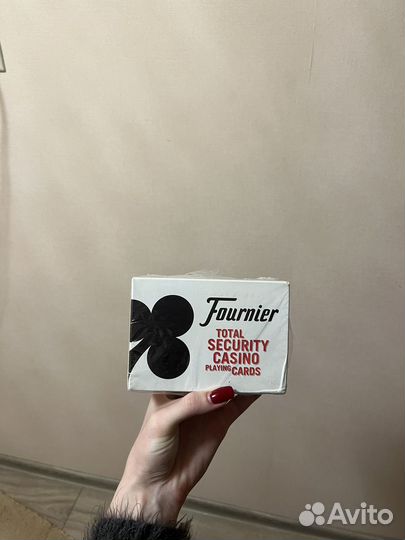 Fournier
TOTAL
SECURITY
CASINO
PLAYING CARDS
Avito